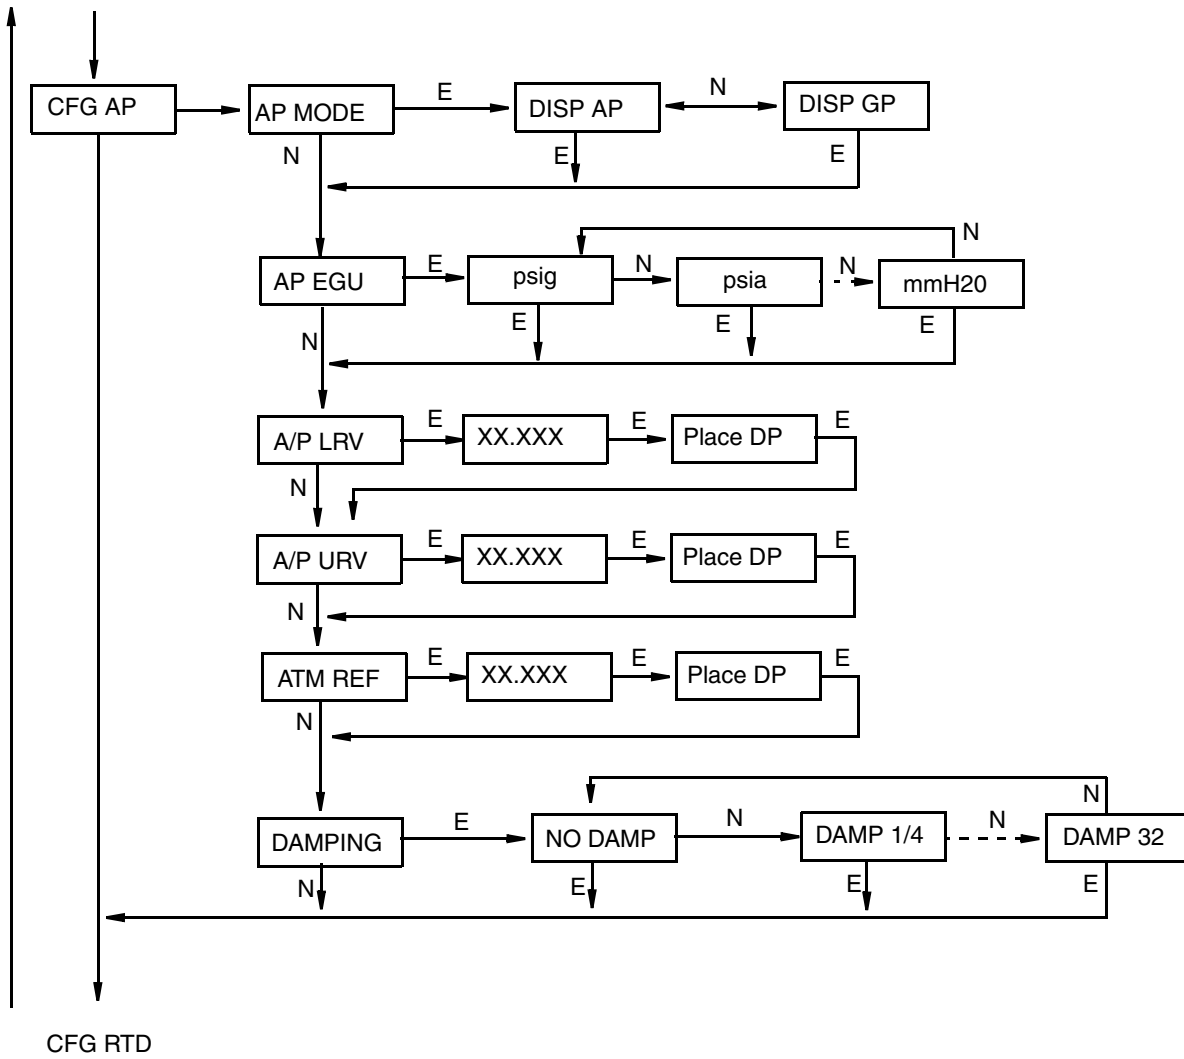 E
N
CFG AP
AP MODE
DISP AP
DISP GP
N
E
E
N
E
N
AP EGU
psig
psia
mmH20
N
E
E
E
N
E
E
E
A/P LRV
XX.XXX
Place DP
N
E
E
E
A/P URV
XX.XXX
Place DP
N
E
E
E
ATM REF
XX.XXX
Place DP
N
N
E
N
N
DAMPING
NO DAMP
DAMP 1/4
DAMP 32
N
E
E
E
CFG RTD